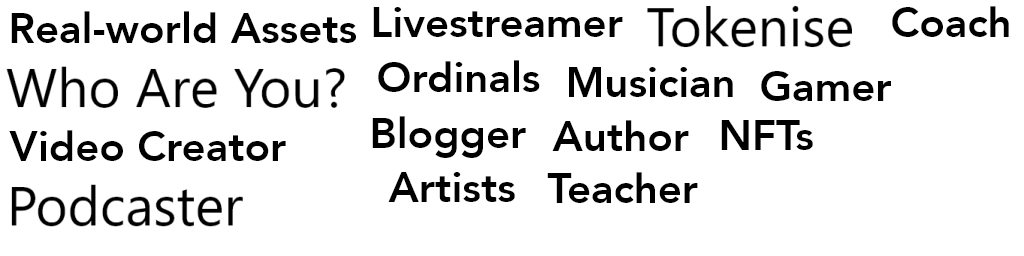 Real-world Assets Livestreamer Tokenise Coach
Who Are You? Ordinals Musician Gamer
Video Creator Blogger Author NFTs
Podcaster Artists Teacher